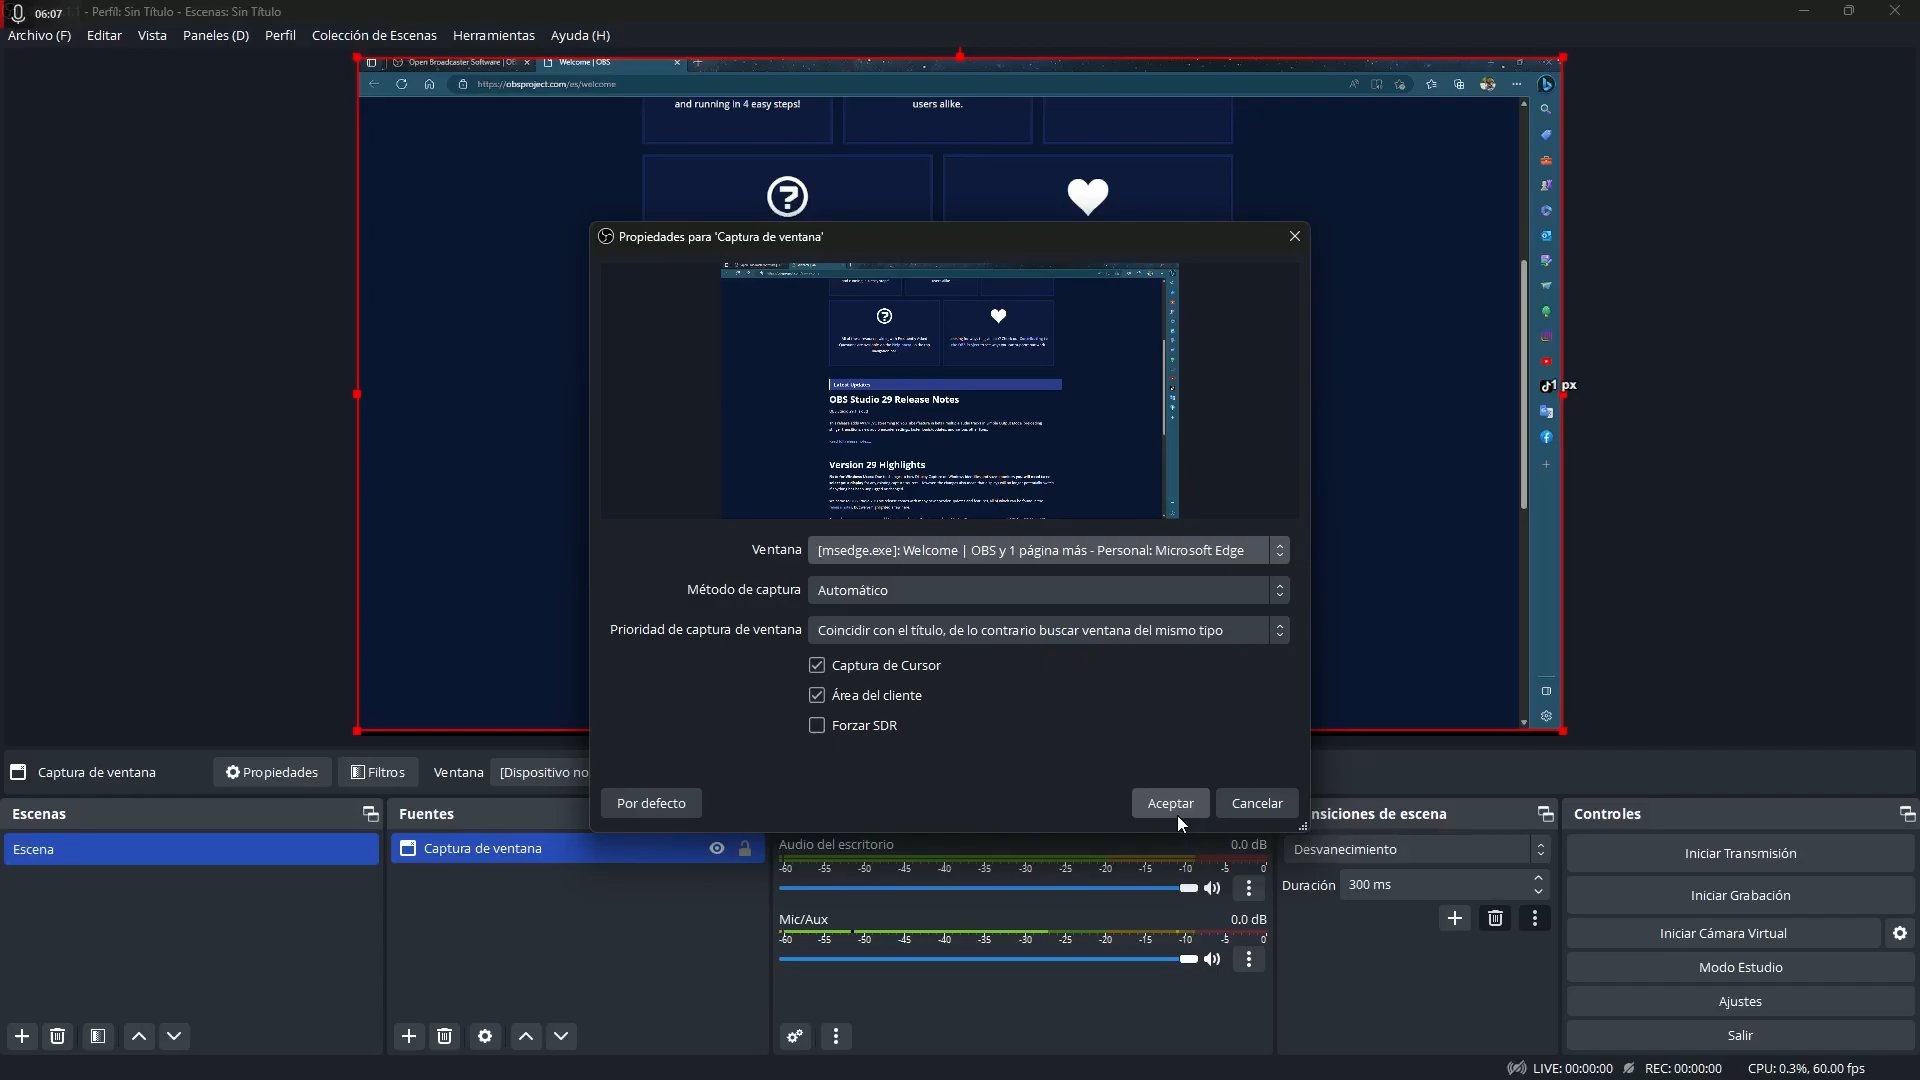 06:07
- Perfil: Sin Título - Escenas: Sin Título
Archivo (F) Editar Vista Paneles (D) Perfil Colección de Escenas Herramientas Ayuda (H)
Open Broadcaster Software | OB
Welcome | OBS
https://obsproject.com/es/welcome
and running in 4 easy steps!
users alike.
Propiedades para 'Captura de ventana'
Latest Updates
OBS Studio 29 Release Notes
Version 29 Highlights
1 px
Ventana [msedge.exe]: Welcome | OBS y 1 página más - Personal: Microsoft Edge
Método de captura Automático
Prioridad de captura de ventana Coincidir con el título, de lo contrario buscar ventana del mismo tipo
Captura de Cursor
Área del cliente
Forzar SDR
Por defecto Aceptar Cancelar
Captura de ventana Propiedades Filtros Ventana [Dispositivo no
Escenas
Escena
Fuentes
Captura de ventana
Audio del escritorio 0.0 dB
-60 -55 -50 -45 -40 -35 -30 -25 -20 -15 -10 -5 0
Mic/Aux 0.0 dB
-60 -55 -50 -45 -40 -35 -30 -25 -20 -15 -10 -5 0
nsiciones de escena
Desvanecimiento
Duración 300 ms
Controles
Iniciar Transmisión
Iniciar Grabación
Iniciar Cámara Virtual
Modo Estudio
Ajustes
Salir
LIVE: 00:00:00 REC: 00:00:00 CPU: 0.3%, 60.00 fps